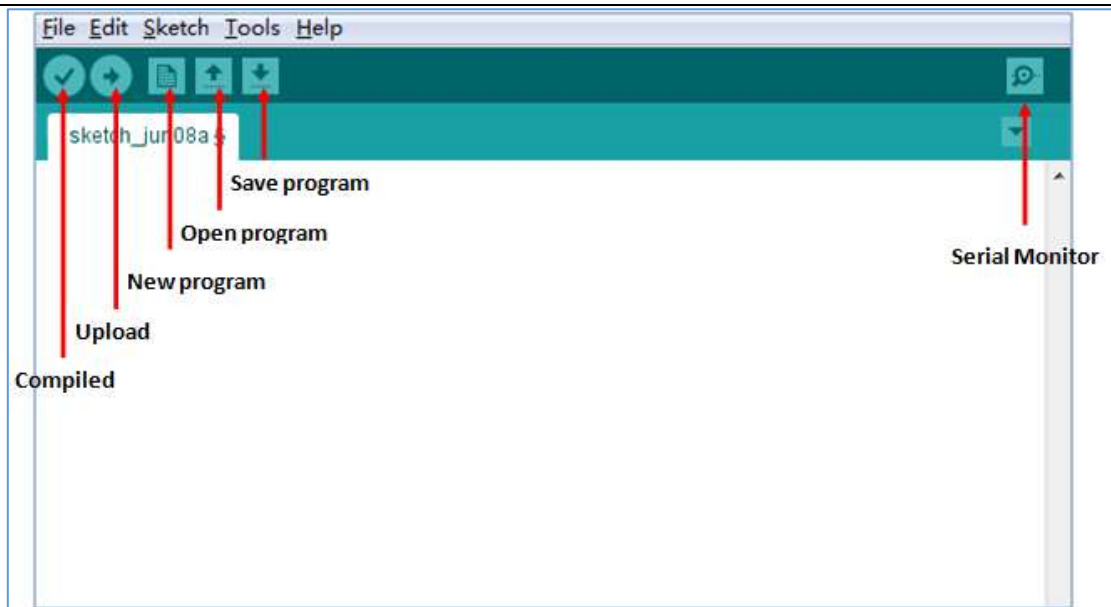 File Edit Sketch Tools Help
sketch_jun08a §
Save program
Open program
Serial Monitor
New program
Upload
Compiled